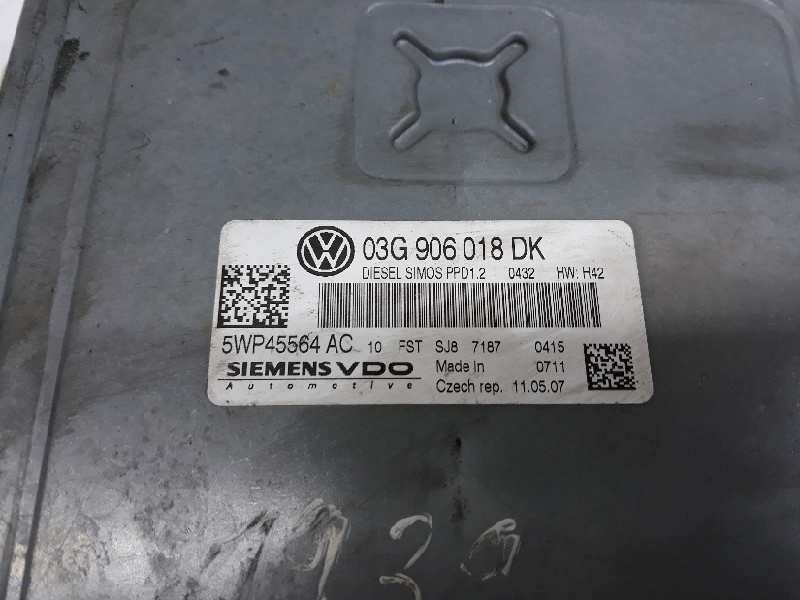 03G 906 018 DK
DIESEL SIMOS PPD1.2 0432 HW: H42
5WP45564 AC 10 FST SJ8 7187 0415
SIEMENS VDO Made in 0711
Automotive Czech rep. 11.05.07
1939